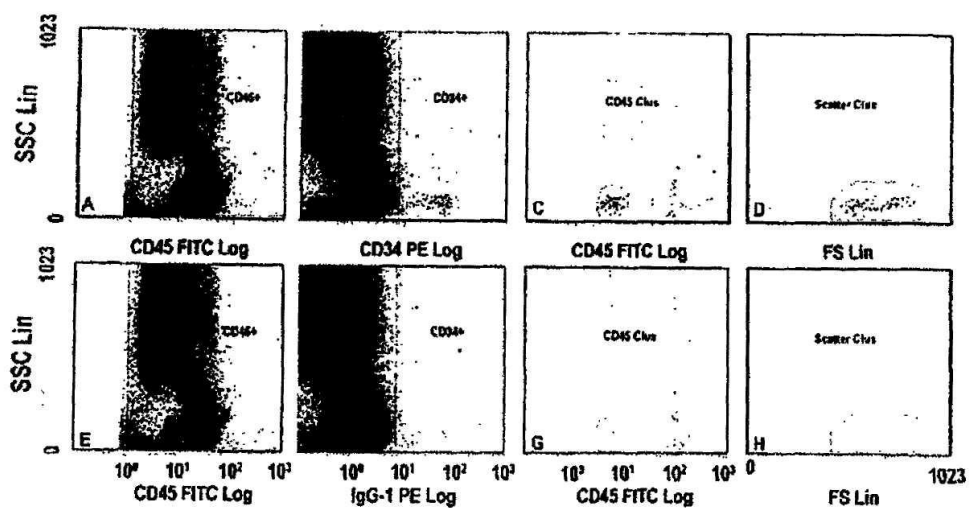 1023
SSC Lin
0
CD45+
CD34+
CD45 Clus
Scatter Clus
A
C
D
CD45 FITC Log
CD34 PE Log
CD45 FITC Log
FS Lin
1023
SSC Lin
0
CD45+
CD34+
CD45 Clus
Scatter Clus
E
G
H
10⁰ 10¹ 10² 10³
10⁰ 10¹ 10² 10³
10³ 10¹ 10² 10³
0 1023
CD45 FITC Log
IgG-1 PE Log
CD45 FITC Log
FS Lin